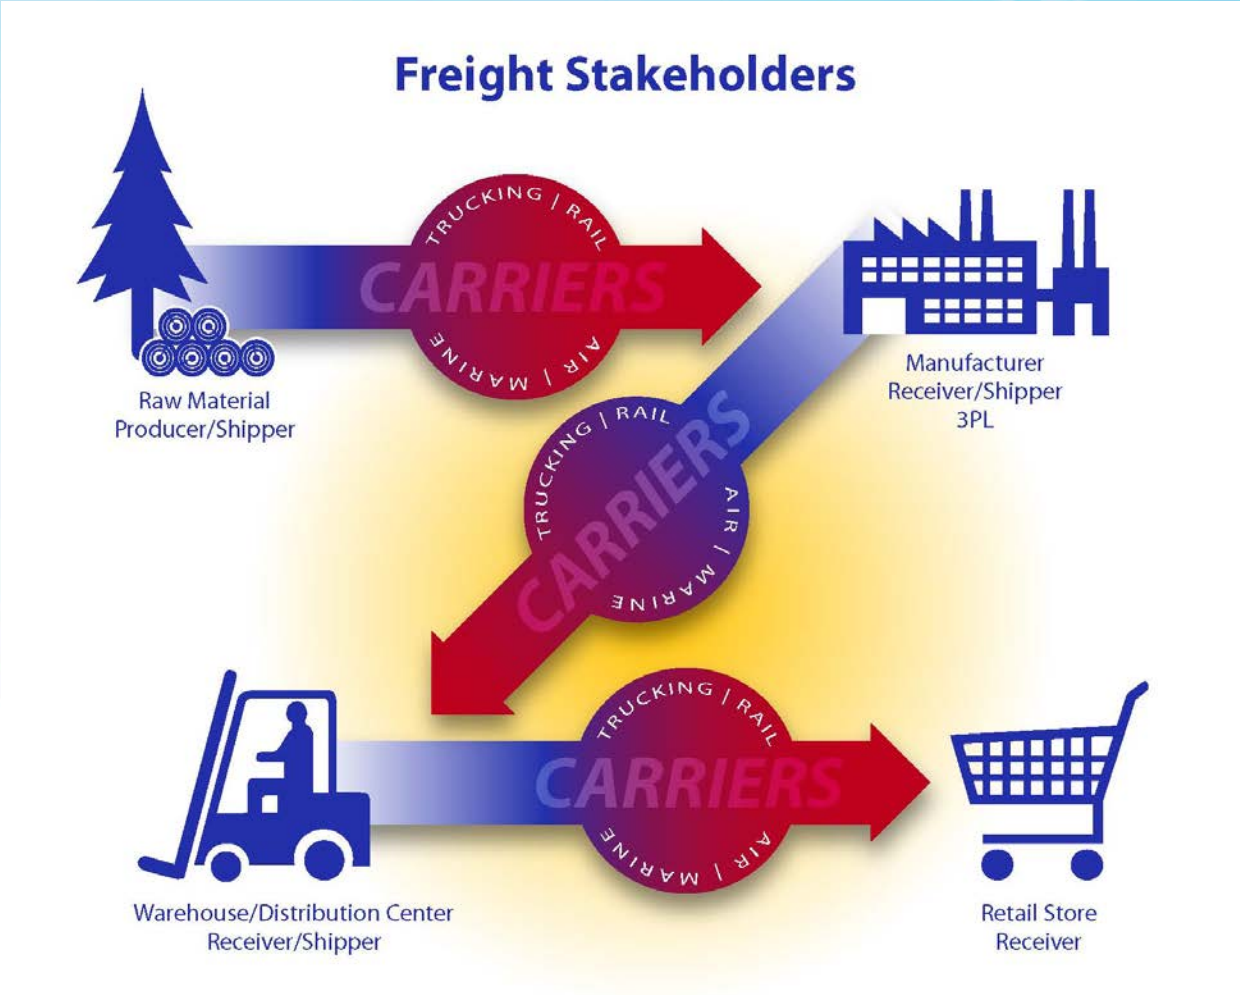 Freight Stakeholders
TRUCKING | RAIL
CARRIERS
AIR | MARINE
Raw Material
Producer/Shipper
Manufacturer
Receiver/Shipper
3PL
TRUCKING | RAIL
CARRIERS
AIR | MARINE
TRUCKING | RAIL
CARRIERS
AIR | MARINE
Warehouse/Distribution Center
Receiver/Shipper
Retail Store
Receiver